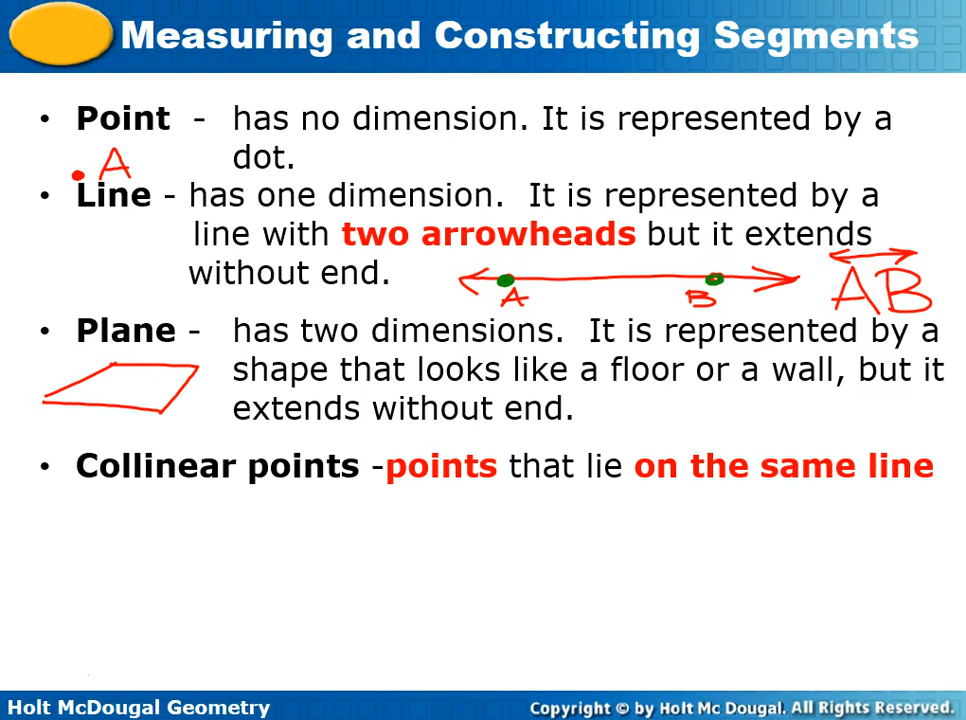 Measuring and Constructing Segments
• Point - has no dimension. It is represented by a
dot.
A
• Line - has one dimension. It is represented by a
line with two arrowheads but it extends
without end.
A B
AB
• Plane - has two dimensions. It is represented by a
shape that looks like a floor or a wall, but it
extends without end.
• Collinear points -points that lie on the same line
Holt McDougal Geometry
Copyright © by Holt Mc Dougal. All Rights Reserved.